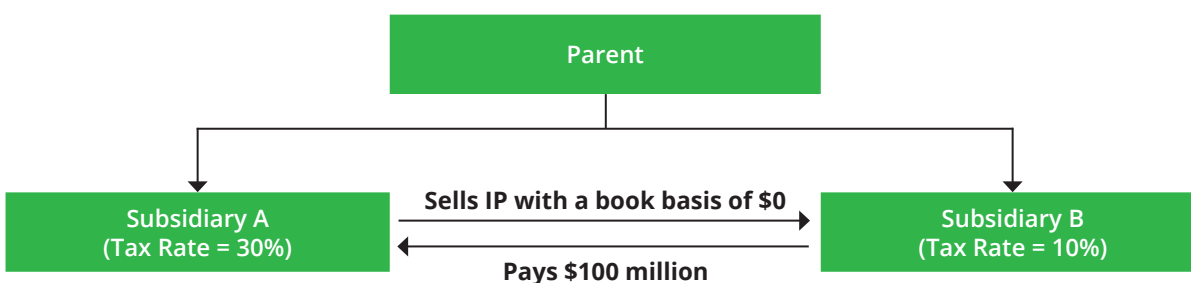 Parent
Sells IP with a book basis of $0
Subsidiary A
(Tax Rate = 30%)
Subsidiary B
(Tax Rate = 10%)
Pays $100 million